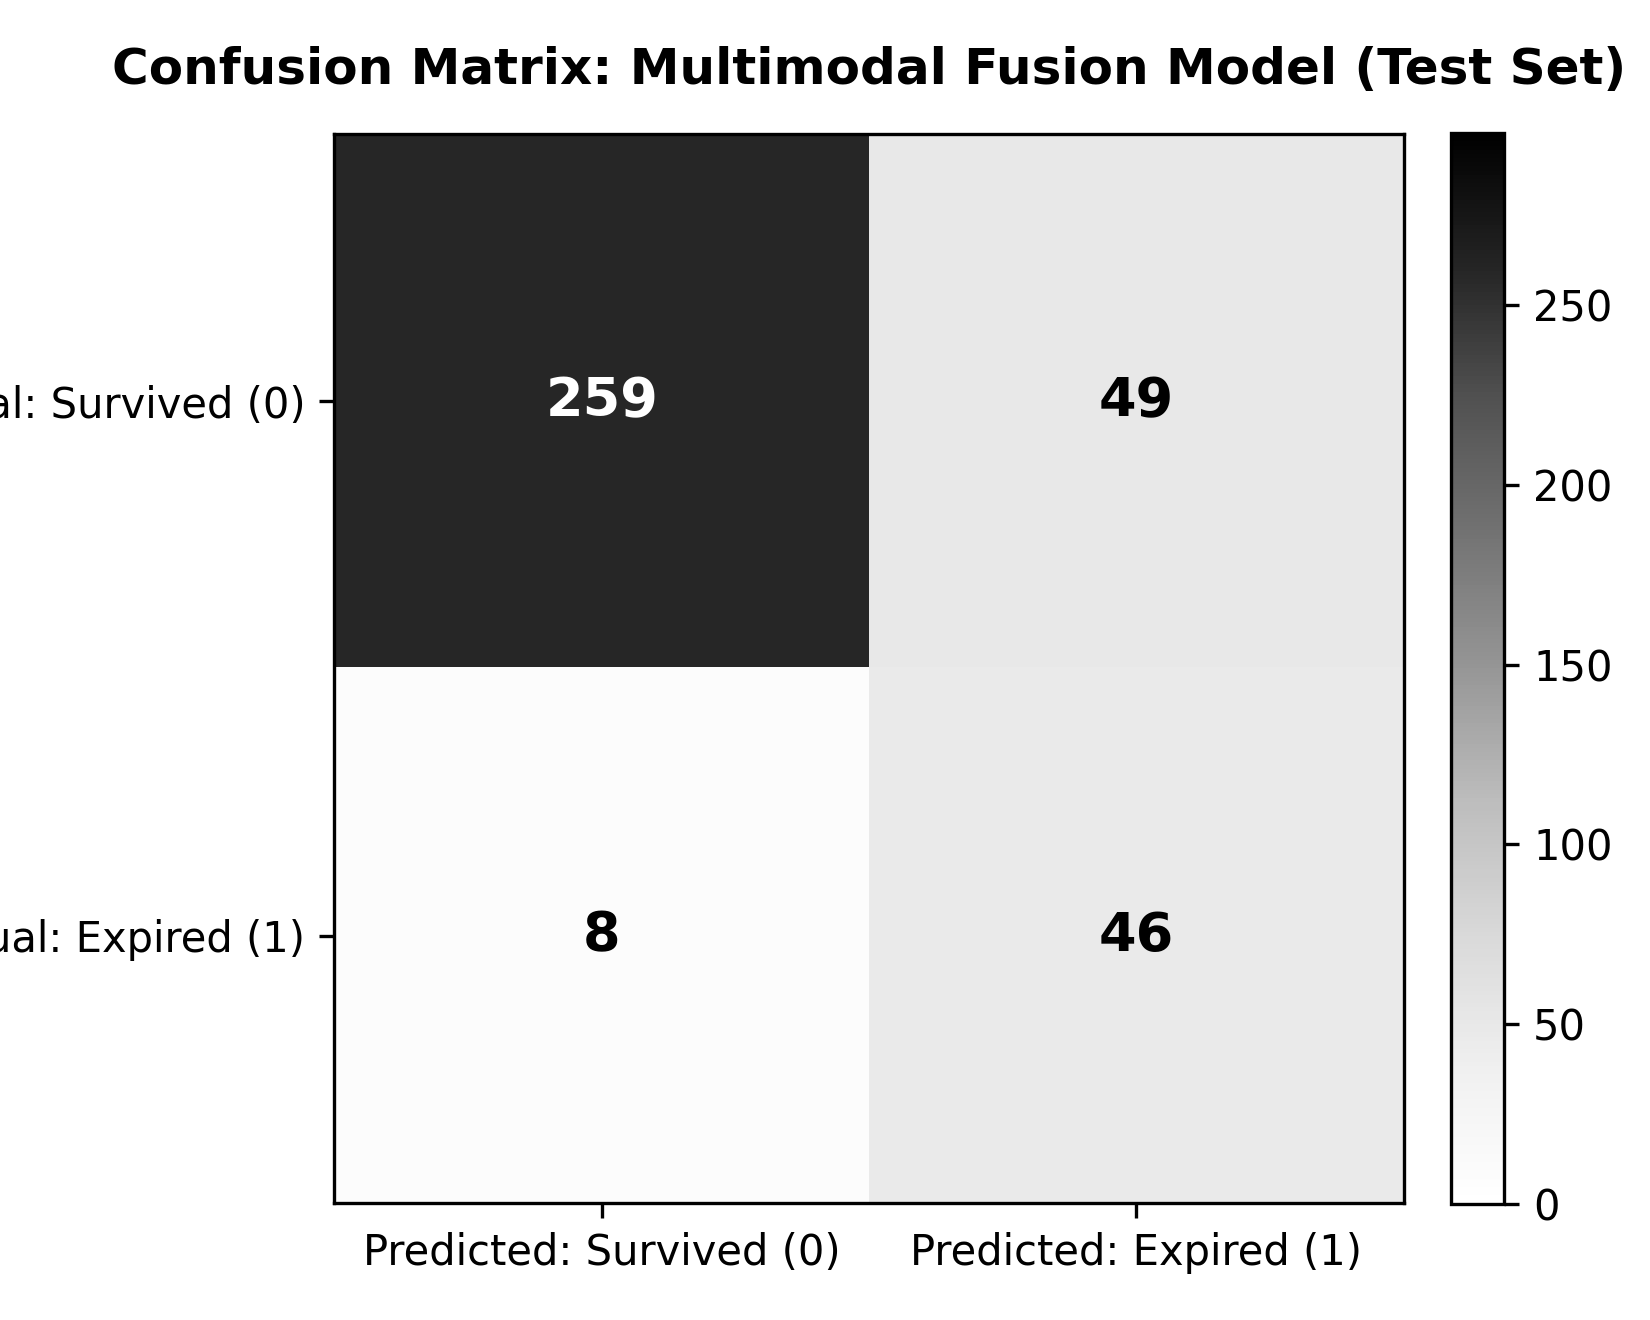 Confusion Matrix: Multimodal Fusion Model (Test Set)
al: Survived (0)
259
49
ual: Expired (1)
8
46
Predicted: Survived (0)
Predicted: Expired (1)
250
200
150
100
50
0